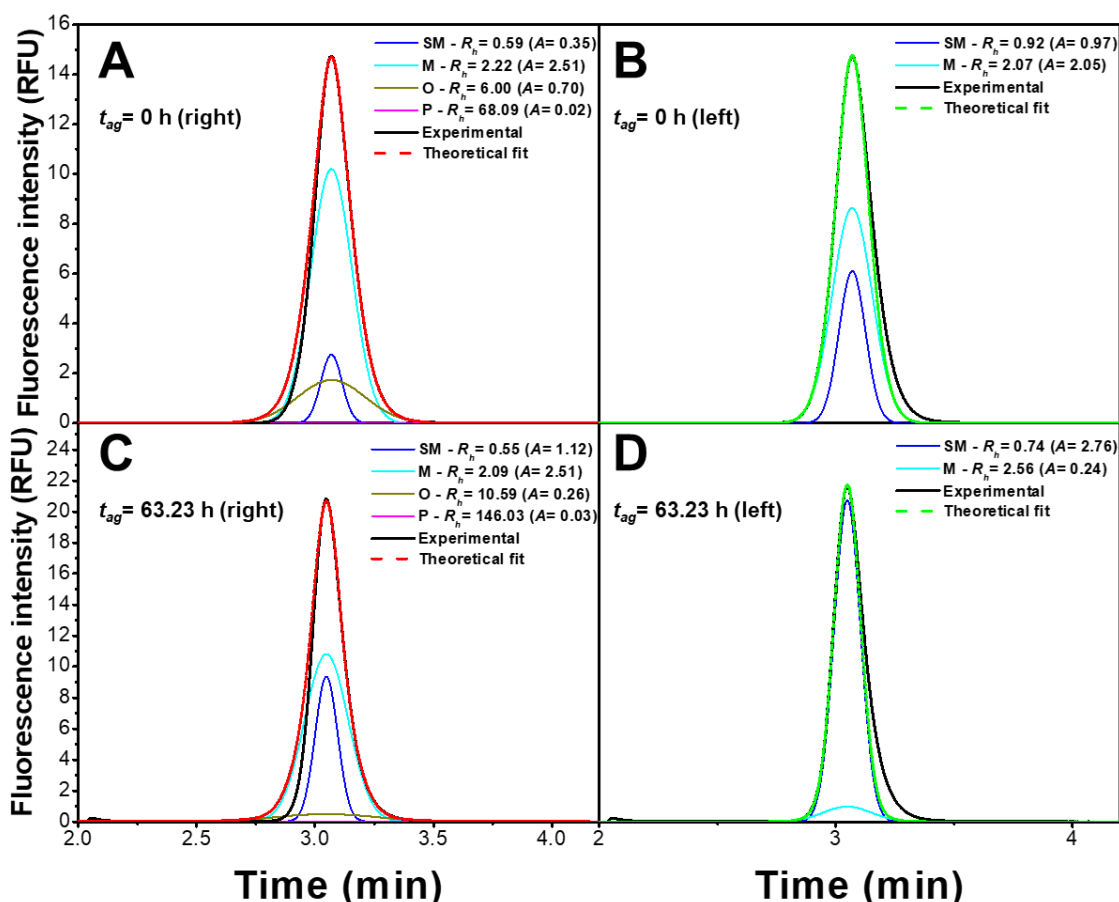 Fluorescence intensity (RFU)
16
14
12
10
8
6
4
2
0
A
t_ag= 0 h (right)
SM - R_h= 0.59 (A= 0.35)
M - R_h= 2.22 (A= 2.51)
O - R_h= 6.00 (A= 0.70)
P - R_h= 68.09 (A= 0.02)
Experimental
Theoretical fit
B
t_ag= 0 h (left)
SM - R_h= 0.92 (A= 0.97)
M - R_h= 2.07 (A= 2.05)
Experimental
Theoretical fit
Fluorescence intensity (RFU)
24
22
20
18
16
14
12
10
8
6
4
2
0
C
t_ag= 63.23 h (right)
SM - R_h= 0.55 (A= 1.12)
M - R_h= 2.09 (A= 2.51)
O - R_h= 10.59 (A= 0.26)
P - R_h= 146.03 (A= 0.03)
Experimental
Theoretical fit
D
t_ag= 63.23 h (left)
SM - R_h= 0.74 (A= 2.76)
M - R_h= 2.56 (A= 0.24)
Experimental
Theoretical fit
2.0 2.5 3.0 3.5 4.0
2 3 4
Time (min)
Time (min)